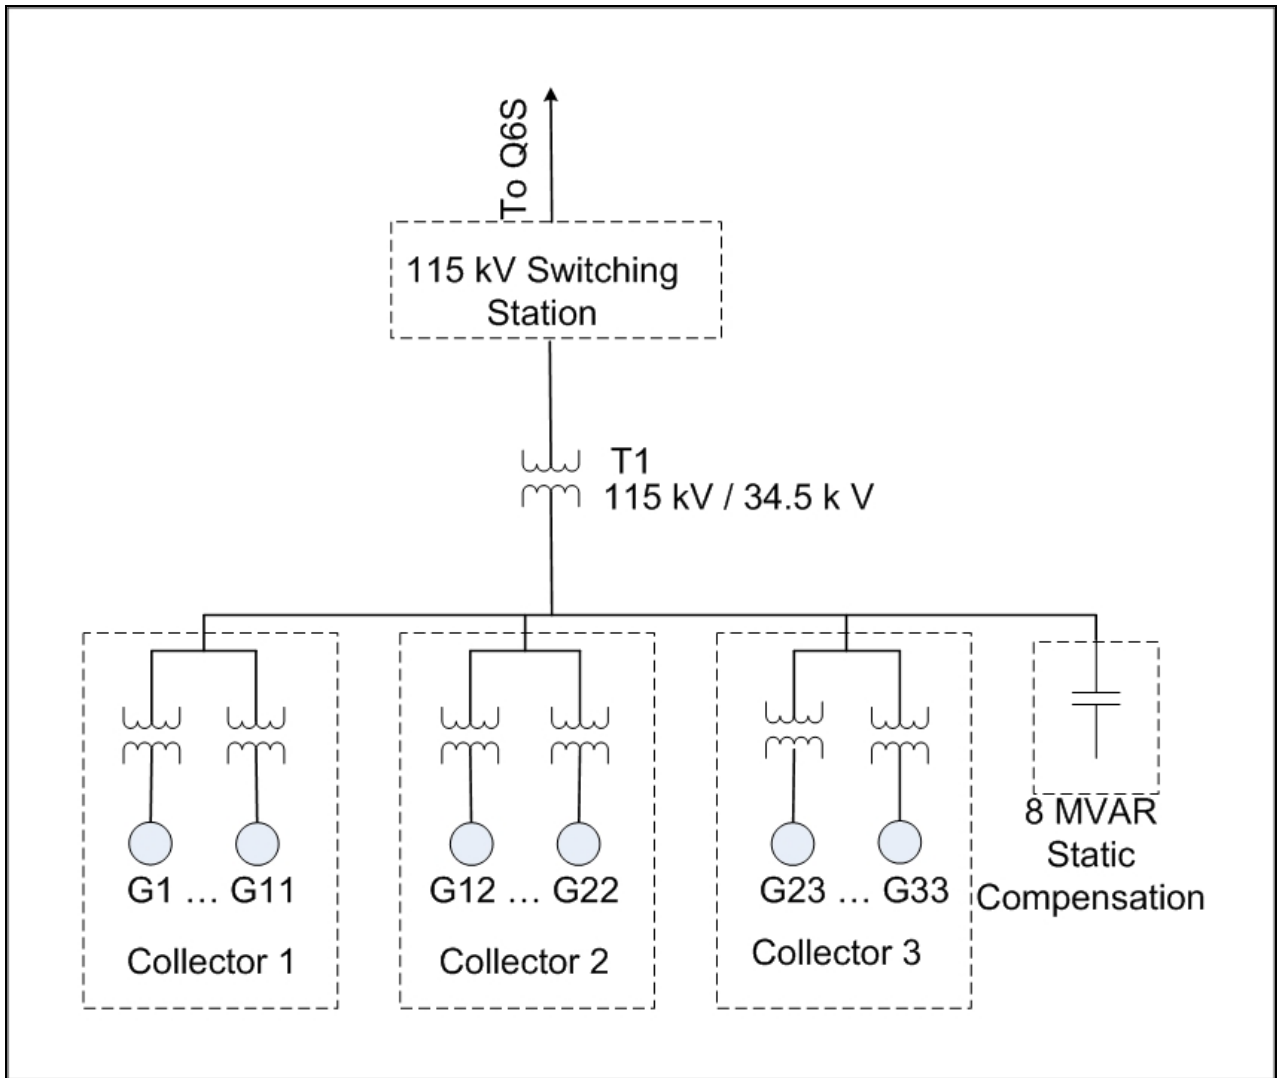 To Q6S
115 kV Switching
Station
T1
115 kV / 34.5 k V
G1 ... G11
G12 ... G22
G23 ... G33
8 MVAR
Static
Compensation
Collector 1
Collector 2
Collector 3